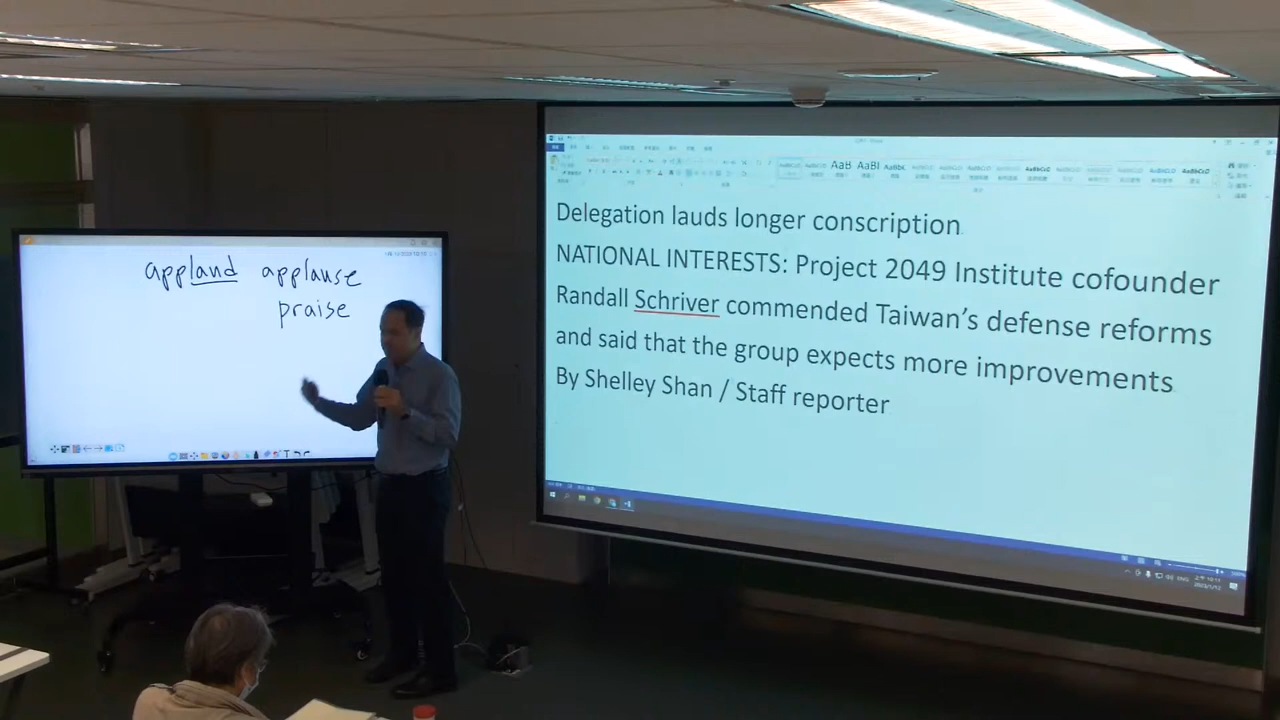 applaud applause
praise
Delegation lauds longer conscription
NATIONAL INTERESTS: Project 2049 Institute cofounder
Randall Schriver commended Taiwan's defense reforms
and said that the group expects more improvements
By Shelley Shan / Staff reporter